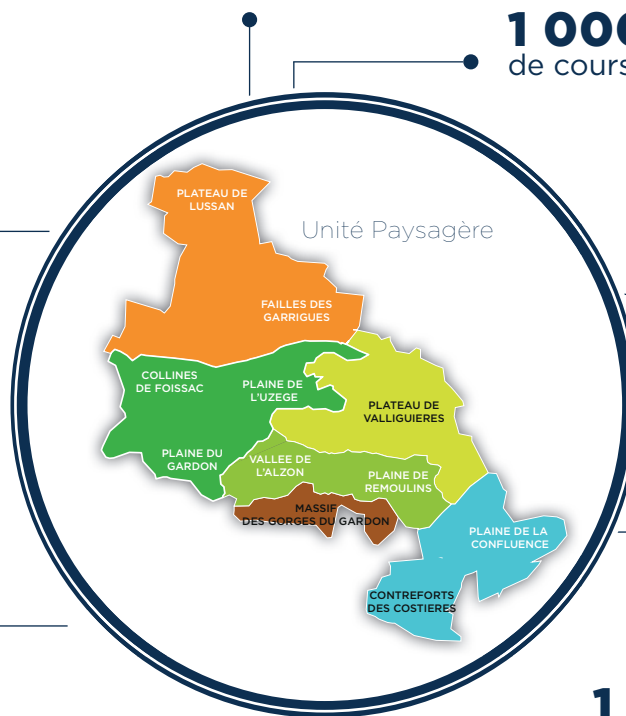 1 000
de cours
PLATEAU DE
LUSSAN
Unité Paysagère
FAILLES DES
GARRIGUES
COLLINES
DE FOISSAC
PLAINE DE
L'UZEGE
PLATEAU DE
VALLIGUIERES
PLAINE DU
GARDON
VALLEE DE
L'ALZON
PLAINE DE
REMOULINS
MASSIF
DES GORGES DU GARDON
PLAINE DE LA
CONFLUENCE
CONTREFORTS
DES COSTIERES
1